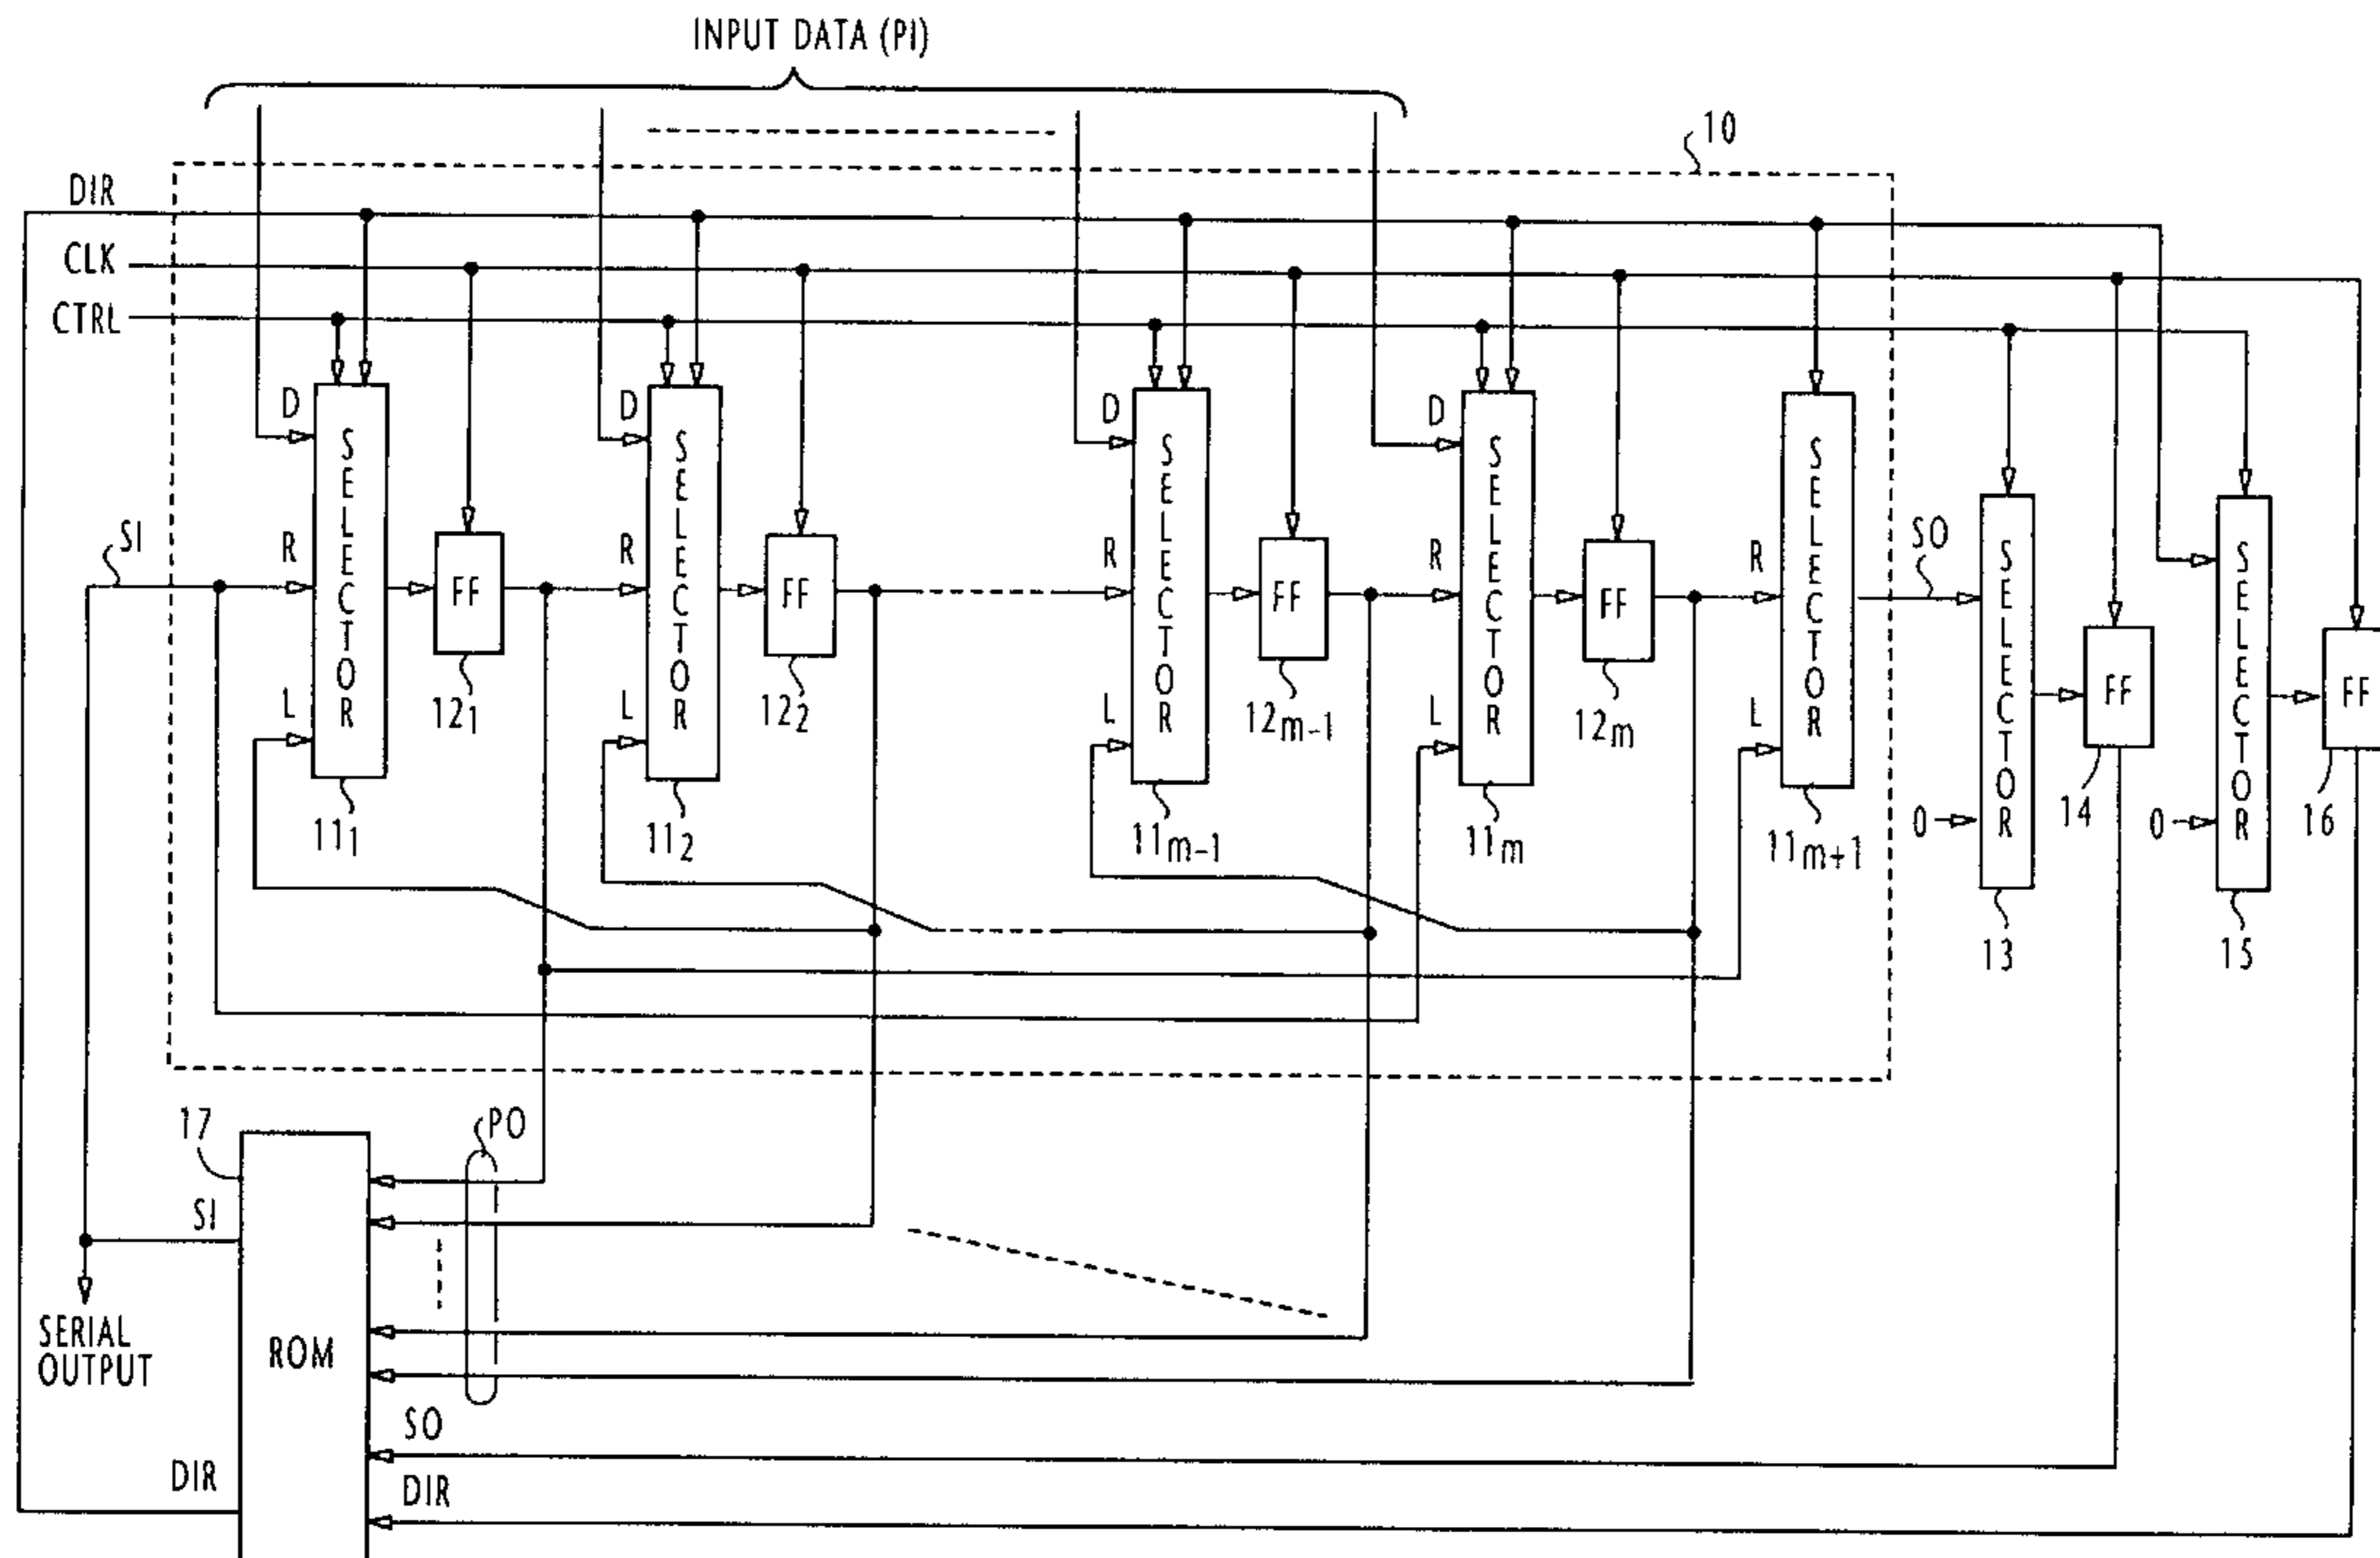 INPUT DATA (PI)
10
DIR
CLK
CTRL
D
D
D
D
SELECTOR
SELECTOR
SELECTOR
SELECTOR
SELECTOR
SI
R
R
R
R
R
SO
FF
FF
FF
FF
SELECTOR
SELECTOR
L
L
L
L
L
FF
FF
12₁
12₂
12m-1
12m
14
16
11₁
11₂
11m-1
11m
11m+1
0
0
13
15
17
PO
SI
SERIAL
OUTPUT
ROM
SO
DIR
DIR